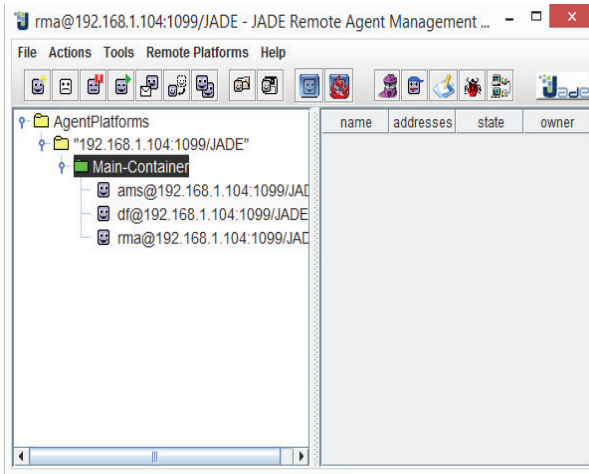 rma@192.168.1.104:1099/JADE - JADE Remote Agent Management ...
File Actions Tools Remote Platforms Help
Jade
AgentPlatforms
name addresses state owner
"192.168.1.104:1099/JADE"
Main-Container
ams@192.168.1.104:1099/JAD
df@192.168.1.104:1099/JADE
rma@192.168.1.104:1099/JAD